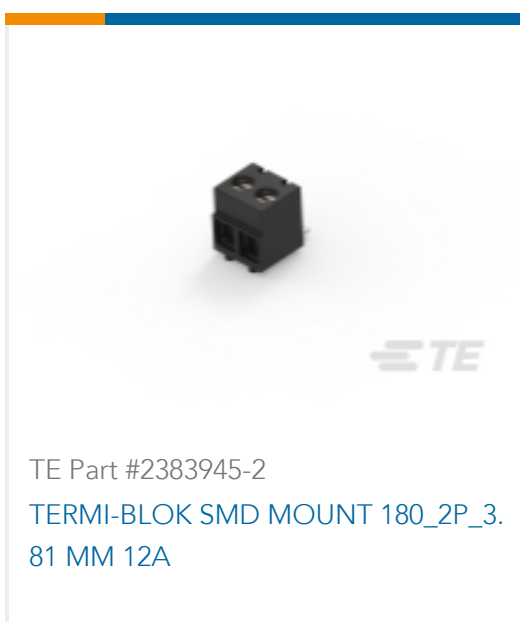 TE
TE Part #2383945-2
TERMI-BLOK SMD MOUNT 180_2P_3.
81 MM 12A